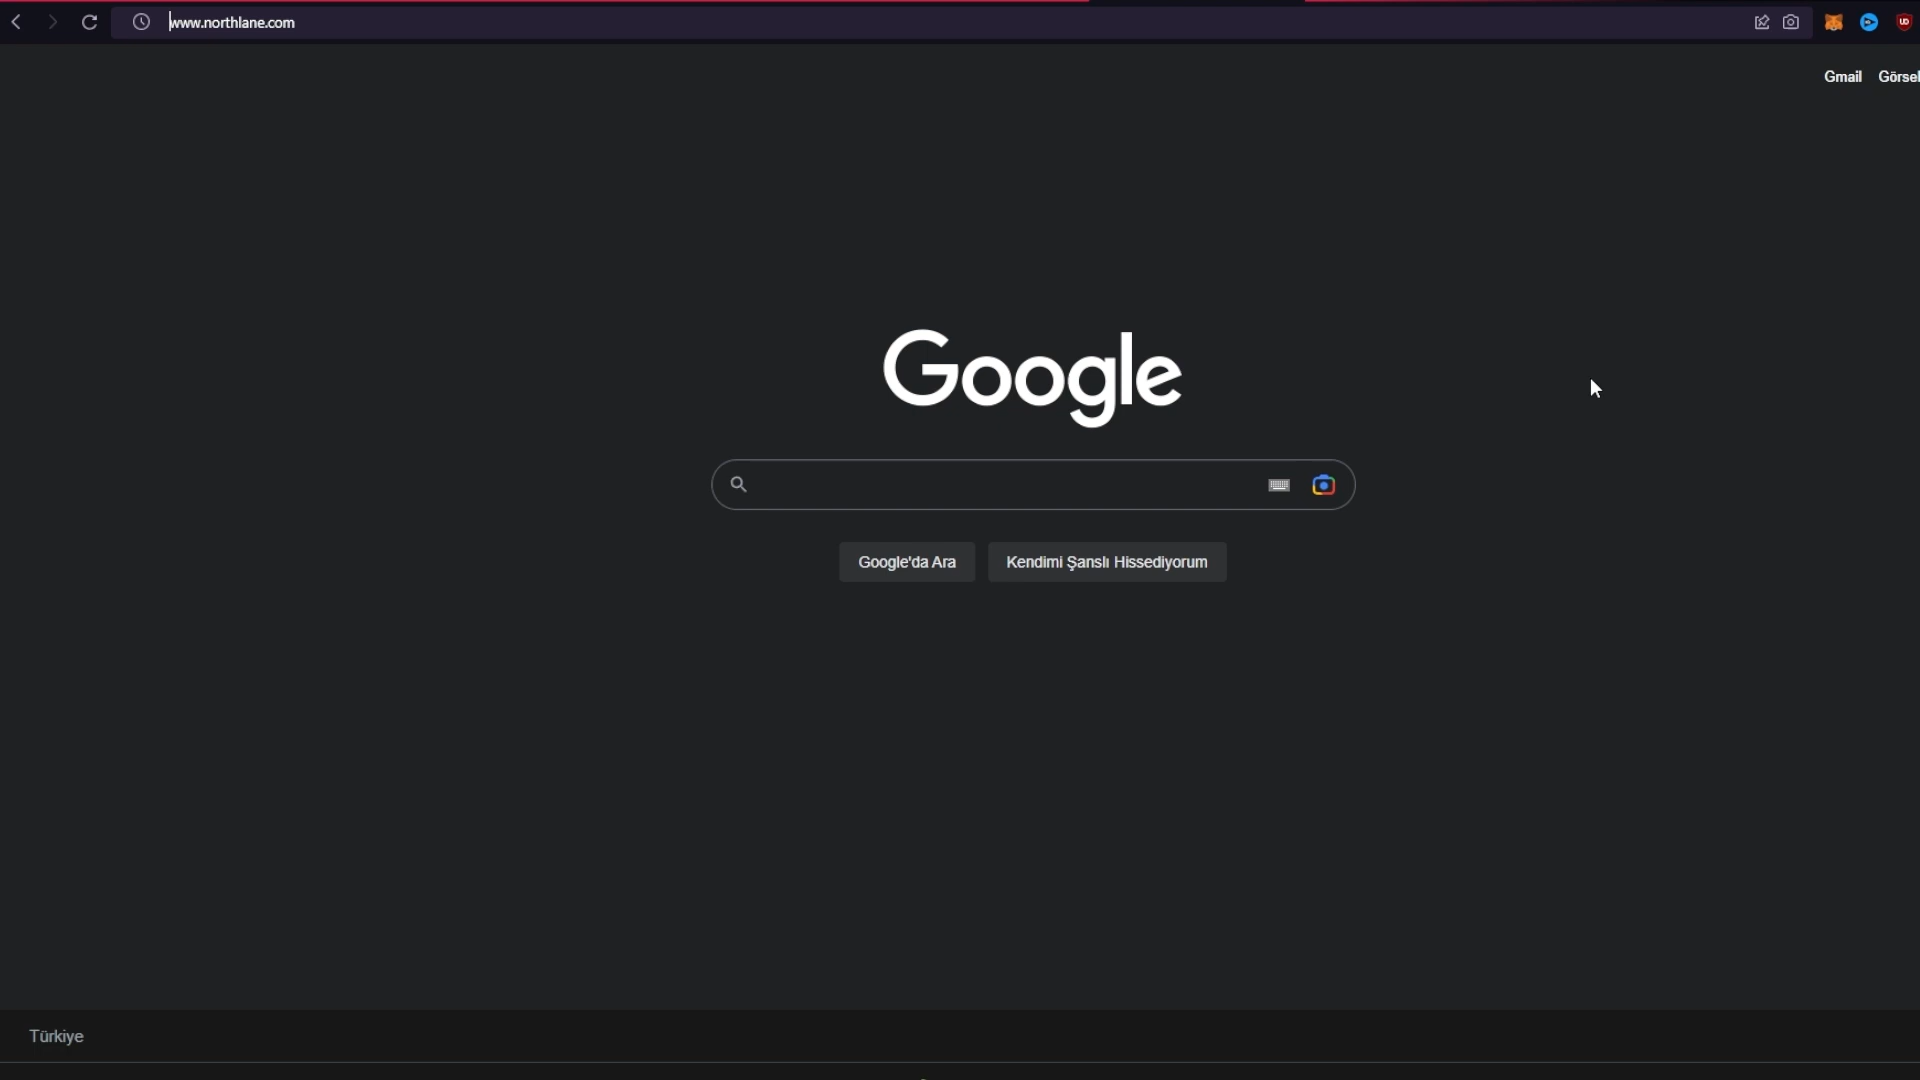 www.northlane.com
Gmail Görsel
Google
Google'da Ara Kendimi Şanslı Hissediyorum
Türkiye